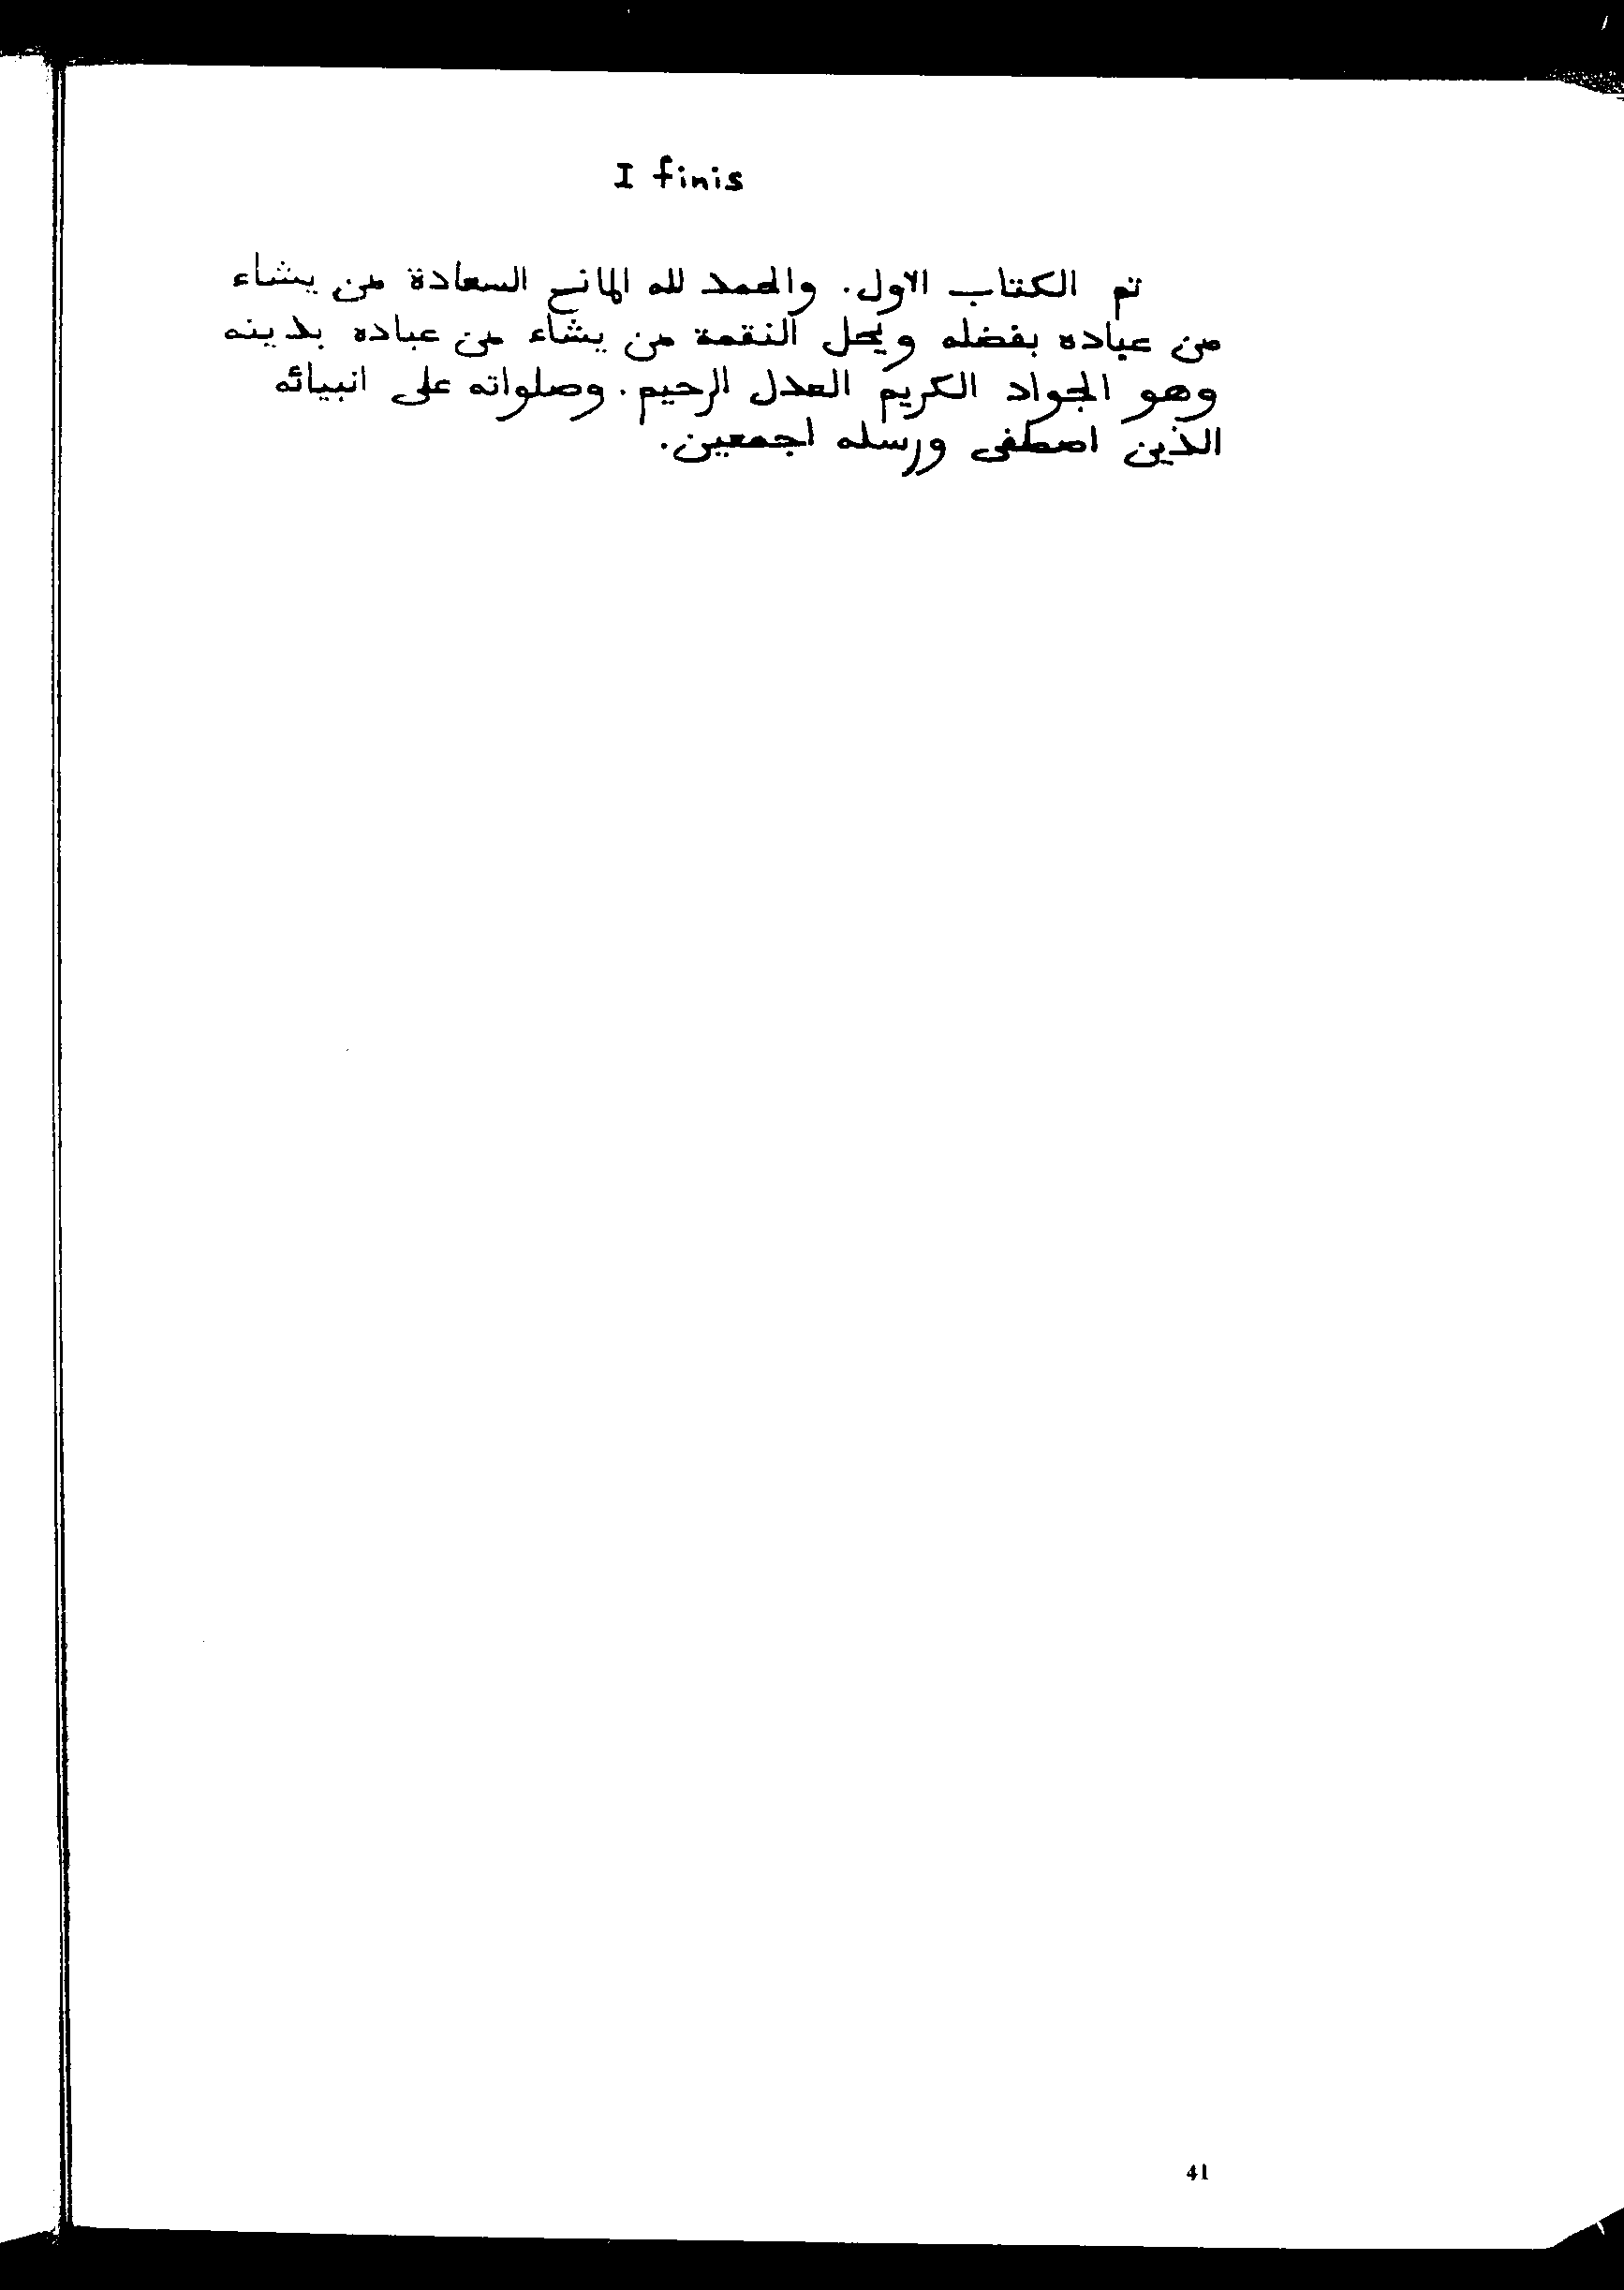 I finis
تم الكتاب الاول. والحمد لله المانح السعادة من يشاء
من عباده بفضله ويحل النقمة من يشاء من عباده بدينه
وهو الجواد الكريم العدل الرحيم. وصلواته على انبيائه
الذين اصطفى ورسله اجمعين.
41